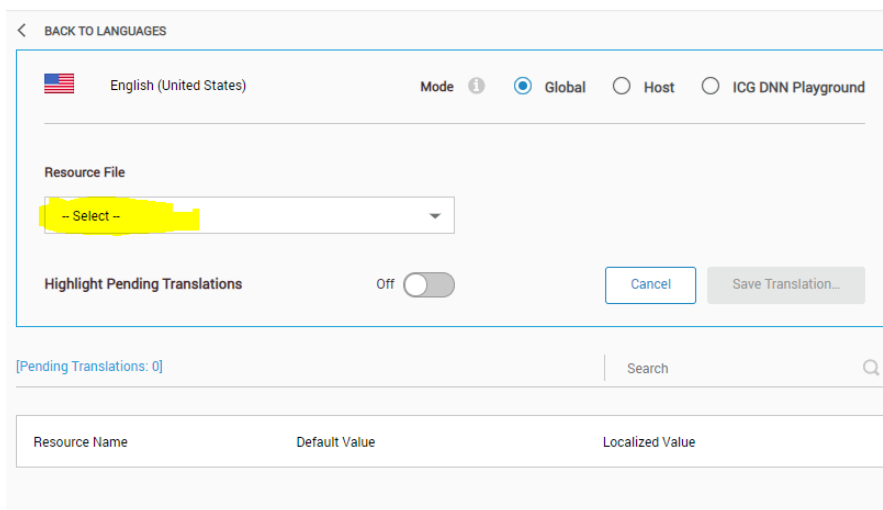 BACK TO LANGUAGES
English (United States) Mode Global Host ICG DNN Playground
Resource File
-- Select --
Highlight Pending Translations Off Cancel Save Translation...
[Pending Translations: 0] Search
Resource Name Default Value Localized Value